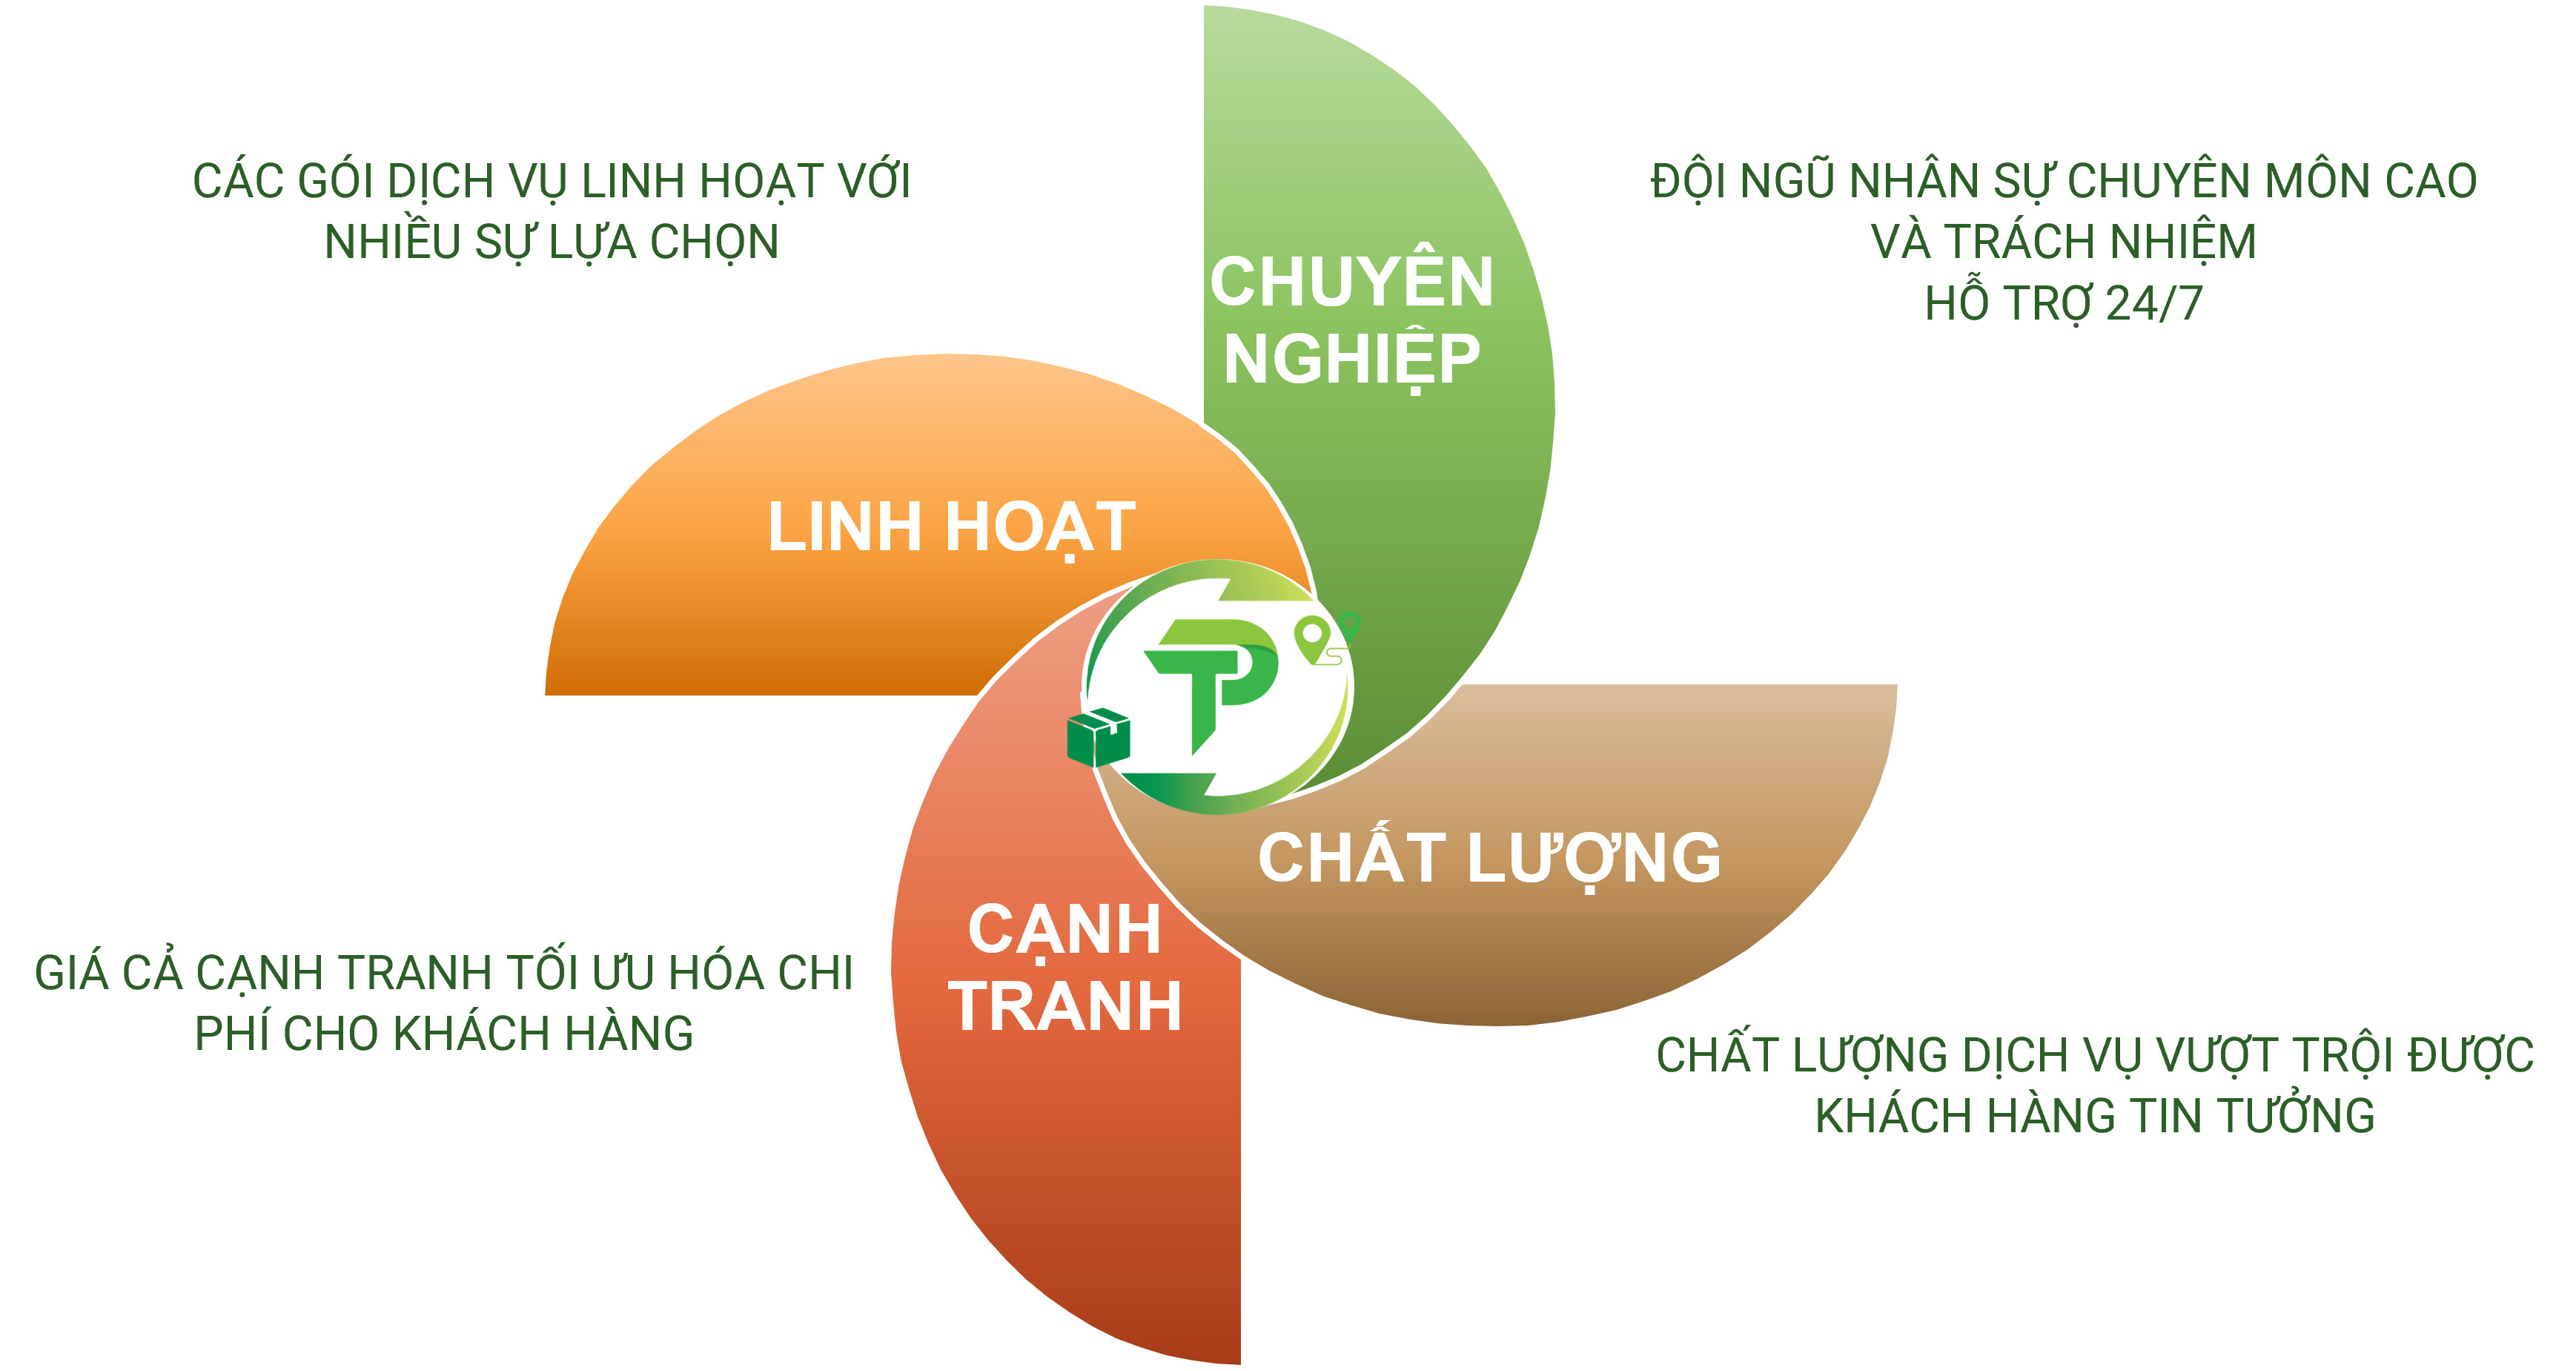 CÁC GÓI DỊCH VỤ LINH HOẠT VỚI
NHIỀU SỰ LỰA CHỌN
ĐỘI NGŨ NHÂN SỰ CHUYÊN MÔN CAO
VÀ TRÁCH NHIỆM
HỖ TRỢ 24/7
CHUYÊN
NGHIỆP
LINH HOẠT
TP
CHẤT LƯỢNG
CẠNH
TRANH
GIÁ CẢ CẠNH TRANH TỐI ƯU HÓA CHI
PHÍ CHO KHÁCH HÀNG
CHẤT LƯỢNG DỊCH VỤ VƯỢT TRỘI ĐƯỢC
KHÁCH HÀNG TIN TƯỞNG